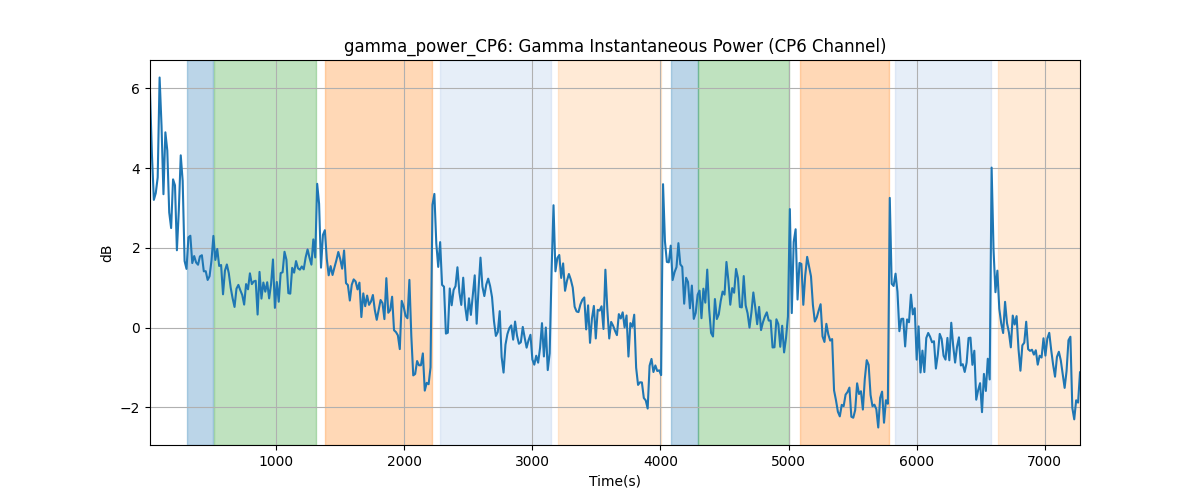 gamma_power_CP6: Gamma Instantaneous Power (CP6 Channel)
dB
6
4
2
0
−2
1000 2000 3000 4000 5000 6000 7000
Time(s)